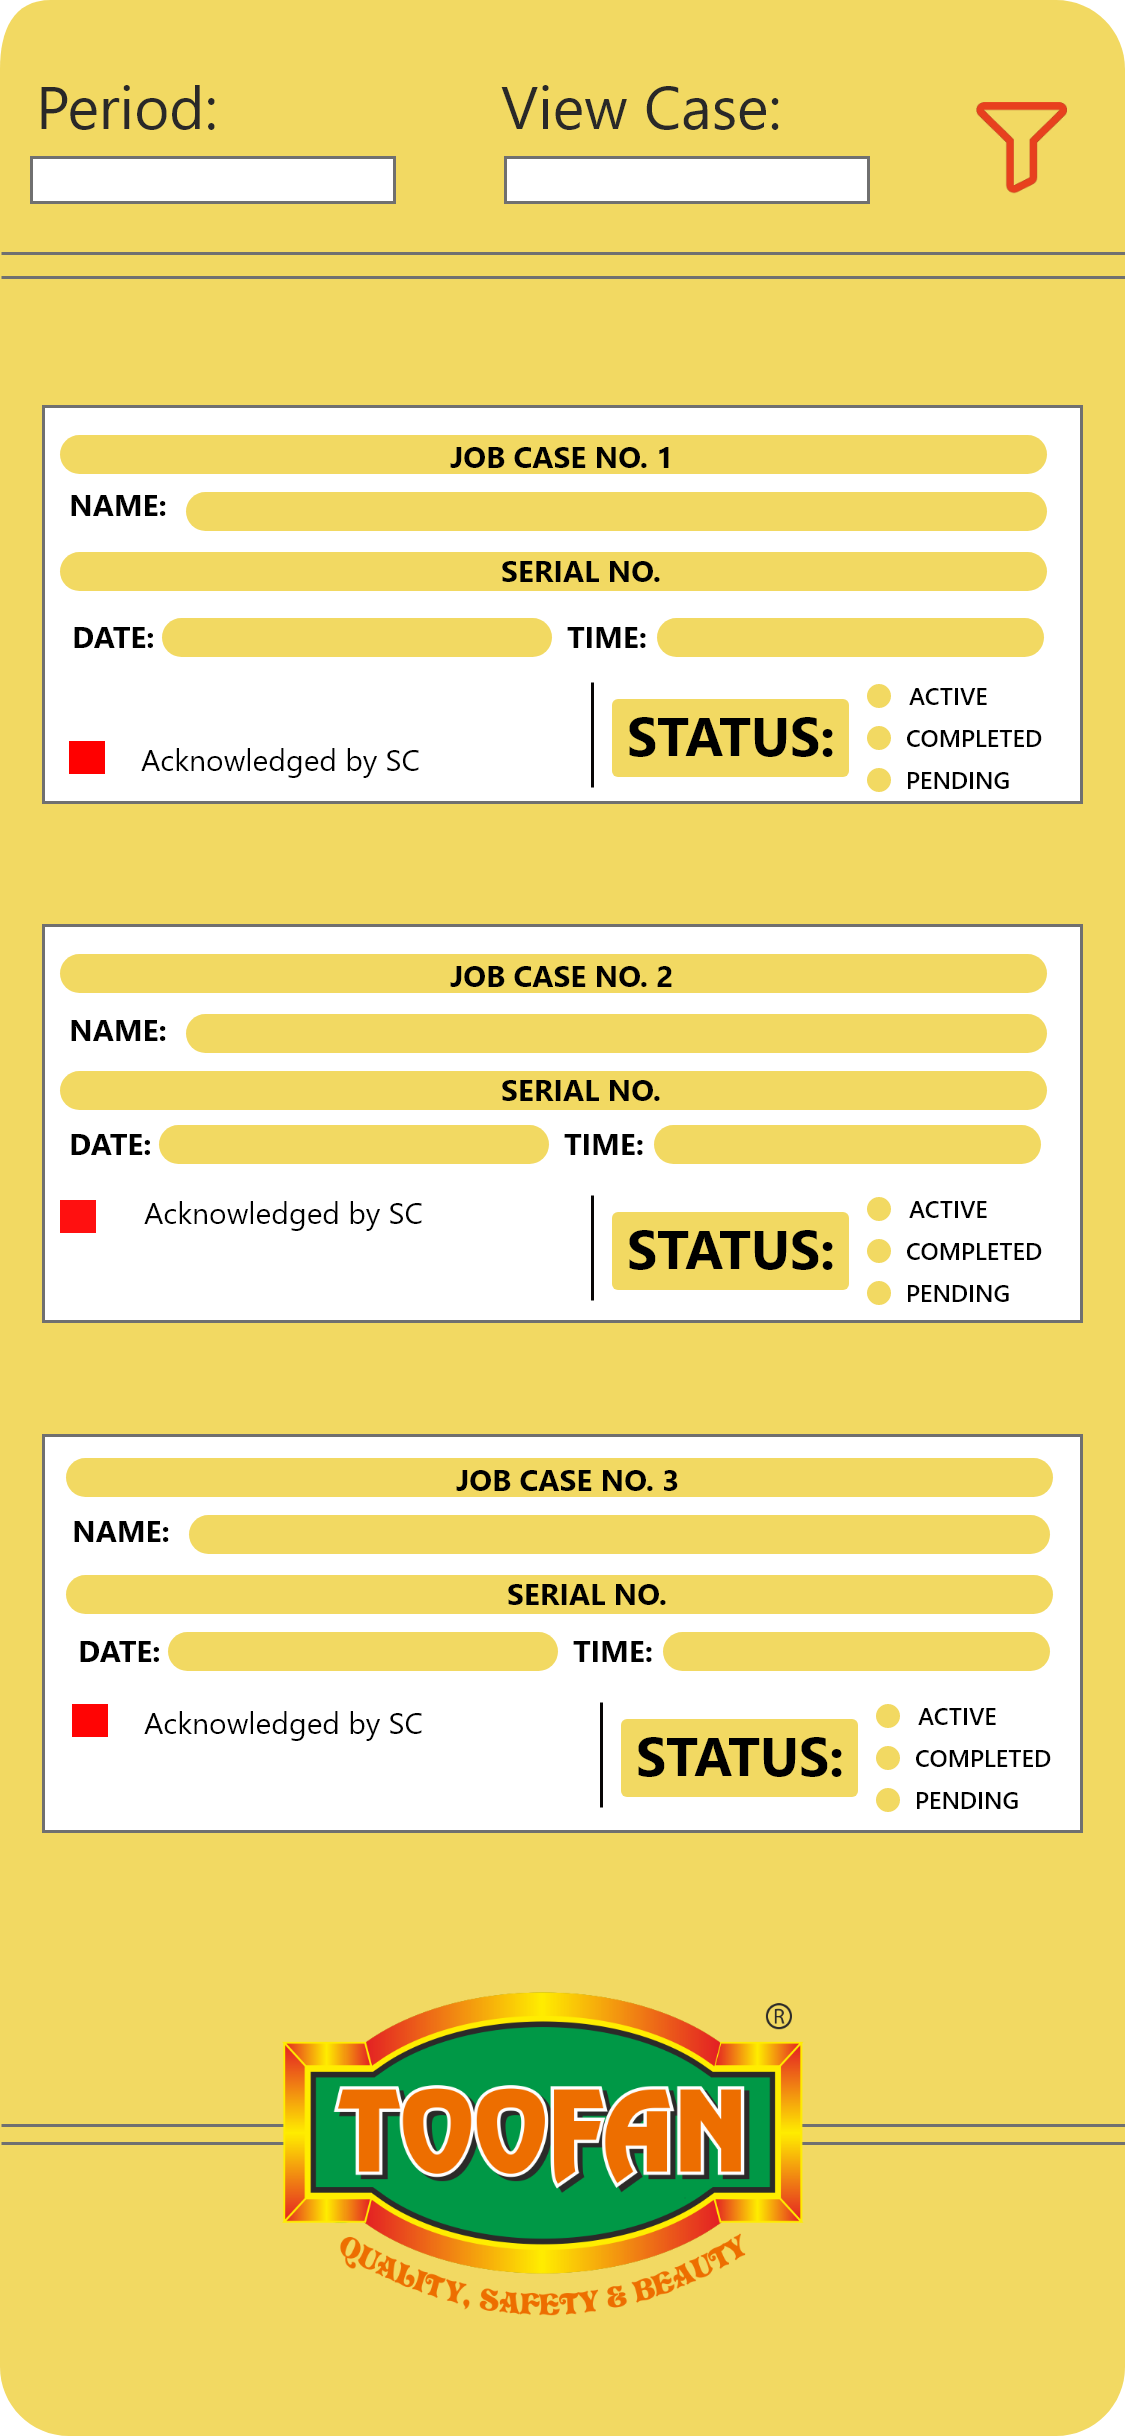 Period: View Case:
JOB CASE NO. 1
NAME:
SERIAL NO.
DATE: TIME:
ACTIVE
STATUS: COMPLETED
Acknowledged by SC
PENDING
JOB CASE NO. 2
NAME:
SERIAL NO.
DATE: TIME:
Acknowledged by SC
ACTIVE
STATUS: COMPLETED
PENDING
JOB CASE NO. 3
NAME:
SERIAL NO.
DATE: TIME:
Acknowledged by SC
ACTIVE
STATUS: COMPLETED
PENDING
®
TOOFAN
QUALITY, SAFETY & BEAUTY